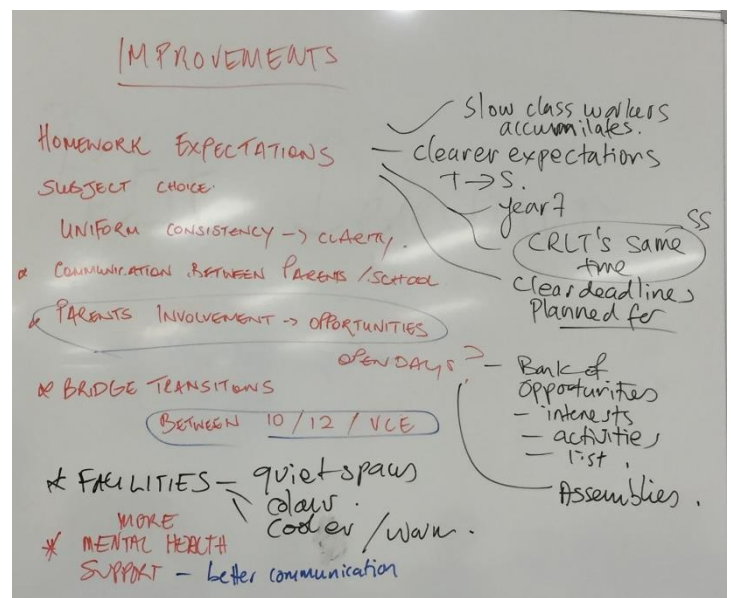 IMPROVEMENTS
HOMEWORK EXPECTATIONS
- Slow class workers
accumilates.
- clearer expectations
T → S.
- year 7
SS
CRLT's same
time
- Clear deadlines
Planned for
SUBJECT CHOICE.
UNIFORM CONSISTENCY → CLARITY.
* COMMUNICATION BETWEEN PARENTS / SCHOOL
* PARENTS INVOLVEMENT → OPPORTUNITIES
OPEN DAYS?
- Bank of
opportunities
- interests
- activities
- list.
Assemblies.
* BRIDGE TRANSITIONS
BETWEEN 10/12/VCE
* FACILITIES - quiet spaces
colour.
cooler/warm.
MORE
* MENTAL HEALTH
SUPPORT - better communication